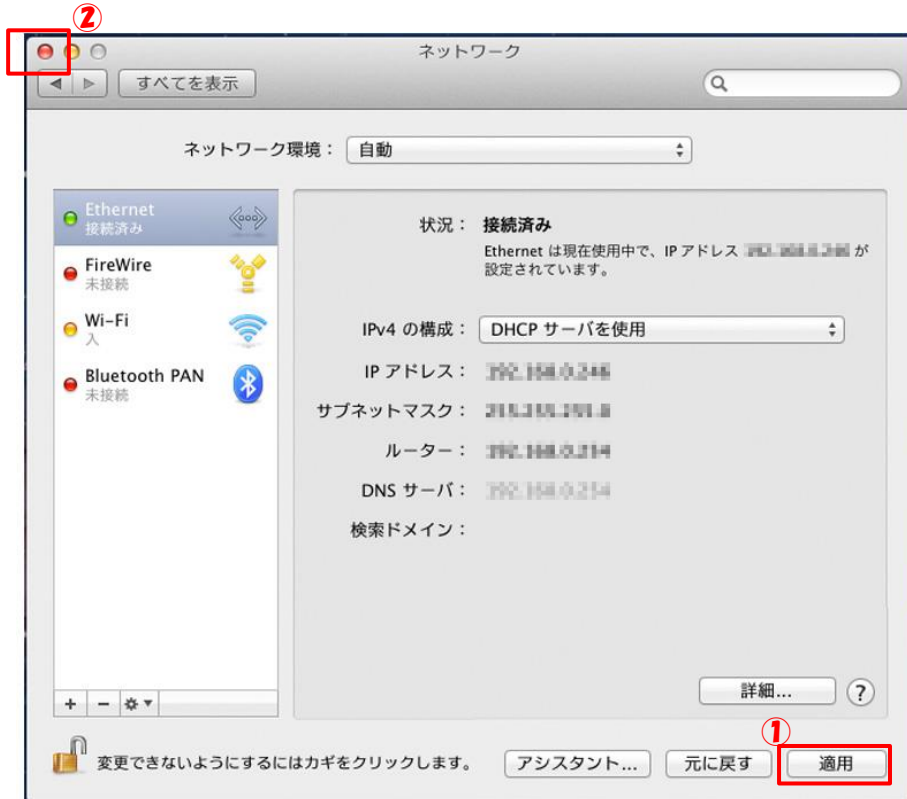 ②
ネットワーク
すべてを表示
ネットワーク環境： 自動
Ethernet
接続済み
FireWire
未接続
Wi-Fi
入
Bluetooth PAN
未接続
状況： 接続済み
Ethernet は現在使用中で、IP アドレス が
設定されています。
IPv4 の構成： DHCP サーバを使用
IP アドレス：
サブネットマスク：
ルーター：
DNS サーバ：
検索ドメイン：
詳細... ?
①
変更できないようにするにはカギをクリックします。
アシスタント... 元に戻す 適用